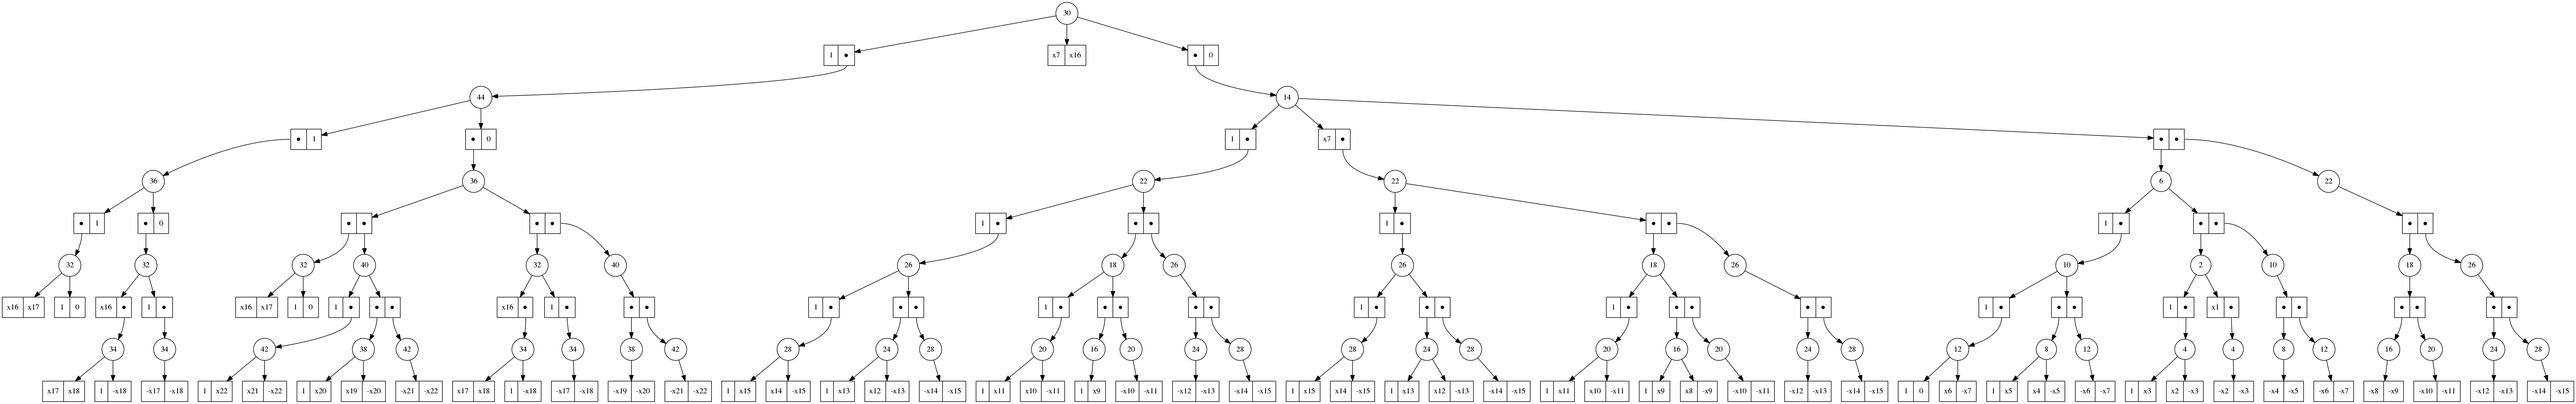 30
1 • x7 x16 • 0
44 14
• 1 • 0 1 • x7 • • •
36 36 22 22 6 22
• 1 • 0 • • • • 1 • • • 1 • • • 1 • • • • •
32 32 32 40 32 40 26 18 26 26 18 26 10 2 10 18 26
x16 x17 1 0 x16 • 1 • x16 x17 1 0 1 • • • x16 • 1 • • • 1 • • • 1 • • • • • 1 • • • 1 • • • • • 1 • • • 1 • x1 • • • • • • •
34 34 42 38 42 34 34 38 42 28 24 28 20 16 20 24 28 28 24 28 20 16 20 24 28 12 8 12 4 4 8 12 16 20 24 28
x17 x18 1 -x18 -x17 -x18 1 x22 x21 -x22 1 x20 x19 -x20 -x21 -x22 x17 x18 1 -x18 -x17 -x18 -x19 -x20 -x21 -x22 1 x15 x14 -x15 1 x13 x12 -x13 -x14 -x15 1 x11 x10 -x11 1 x9 -x10 -x11 -x12 -x13 -x14 -x15 1 x15 x14 -x15 1 x13 x12 -x13 -x14 -x15 1 x11 x10 -x11 1 x9 x8 -x9 -x10 -x11 -x12 -x13 -x14 -x15 1 0 x6 -x7 1 x5 x4 -x5 -x6 -x7 1 x3 x2 -x3 -x2 -x3 -x4 -x5 -x6 -x7 -x8 -x9 -x10 -x11 -x12 -x13 -x14 -x15